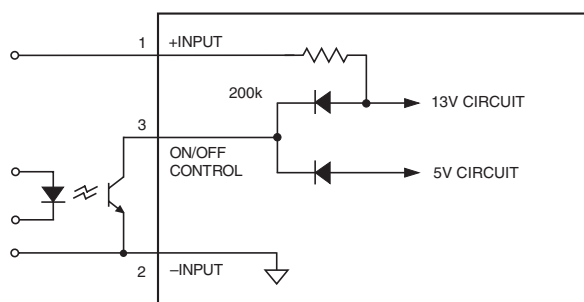 1 +INPUT
200k
13V CIRCUIT
3
ON/OFF
CONTROL
5V CIRCUIT
2 –INPUT